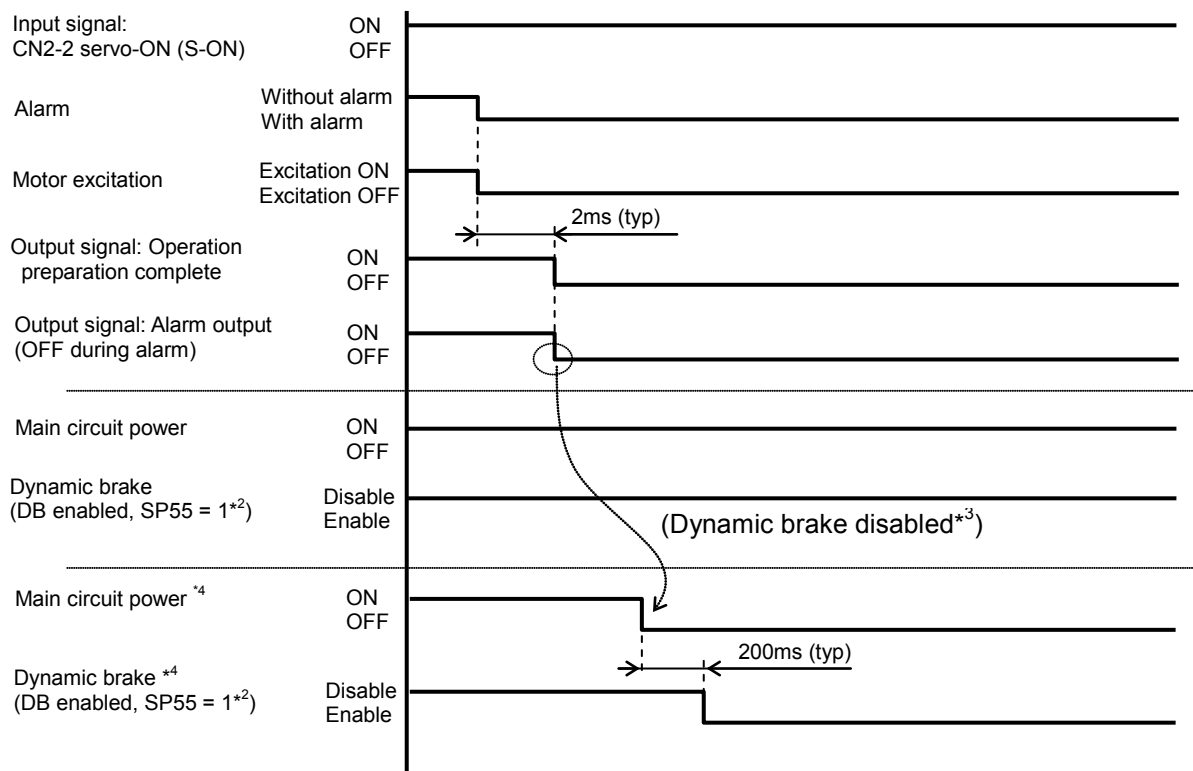 Input signal: ON
CN2-2 servo-ON (S-ON) OFF
Alarm Without alarm
With alarm
Motor excitation Excitation ON
Excitation OFF
2ms (typ)
Output signal: Operation ON
preparation complete OFF
Output signal: Alarm output ON
(OFF during alarm) OFF
Main circuit power ON
OFF
Dynamic brake Disable
(DB enabled, SP55 = 1*2) Enable
(Dynamic brake disabled*3)
Main circuit power *4 ON
OFF
200ms (typ)
Dynamic brake *4 Disable
(DB enabled, SP55 = 1*2) Enable